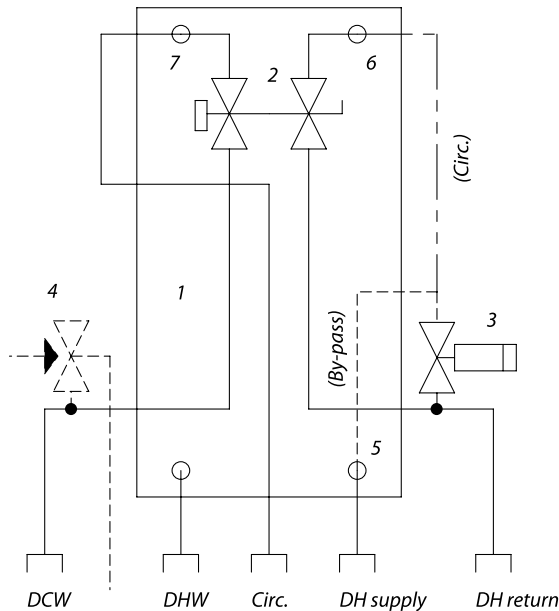 7
2
6
(Circ.)
4
1
3
(By-pass)
5
DCW
DHW
Circ.
DH supply
DH return